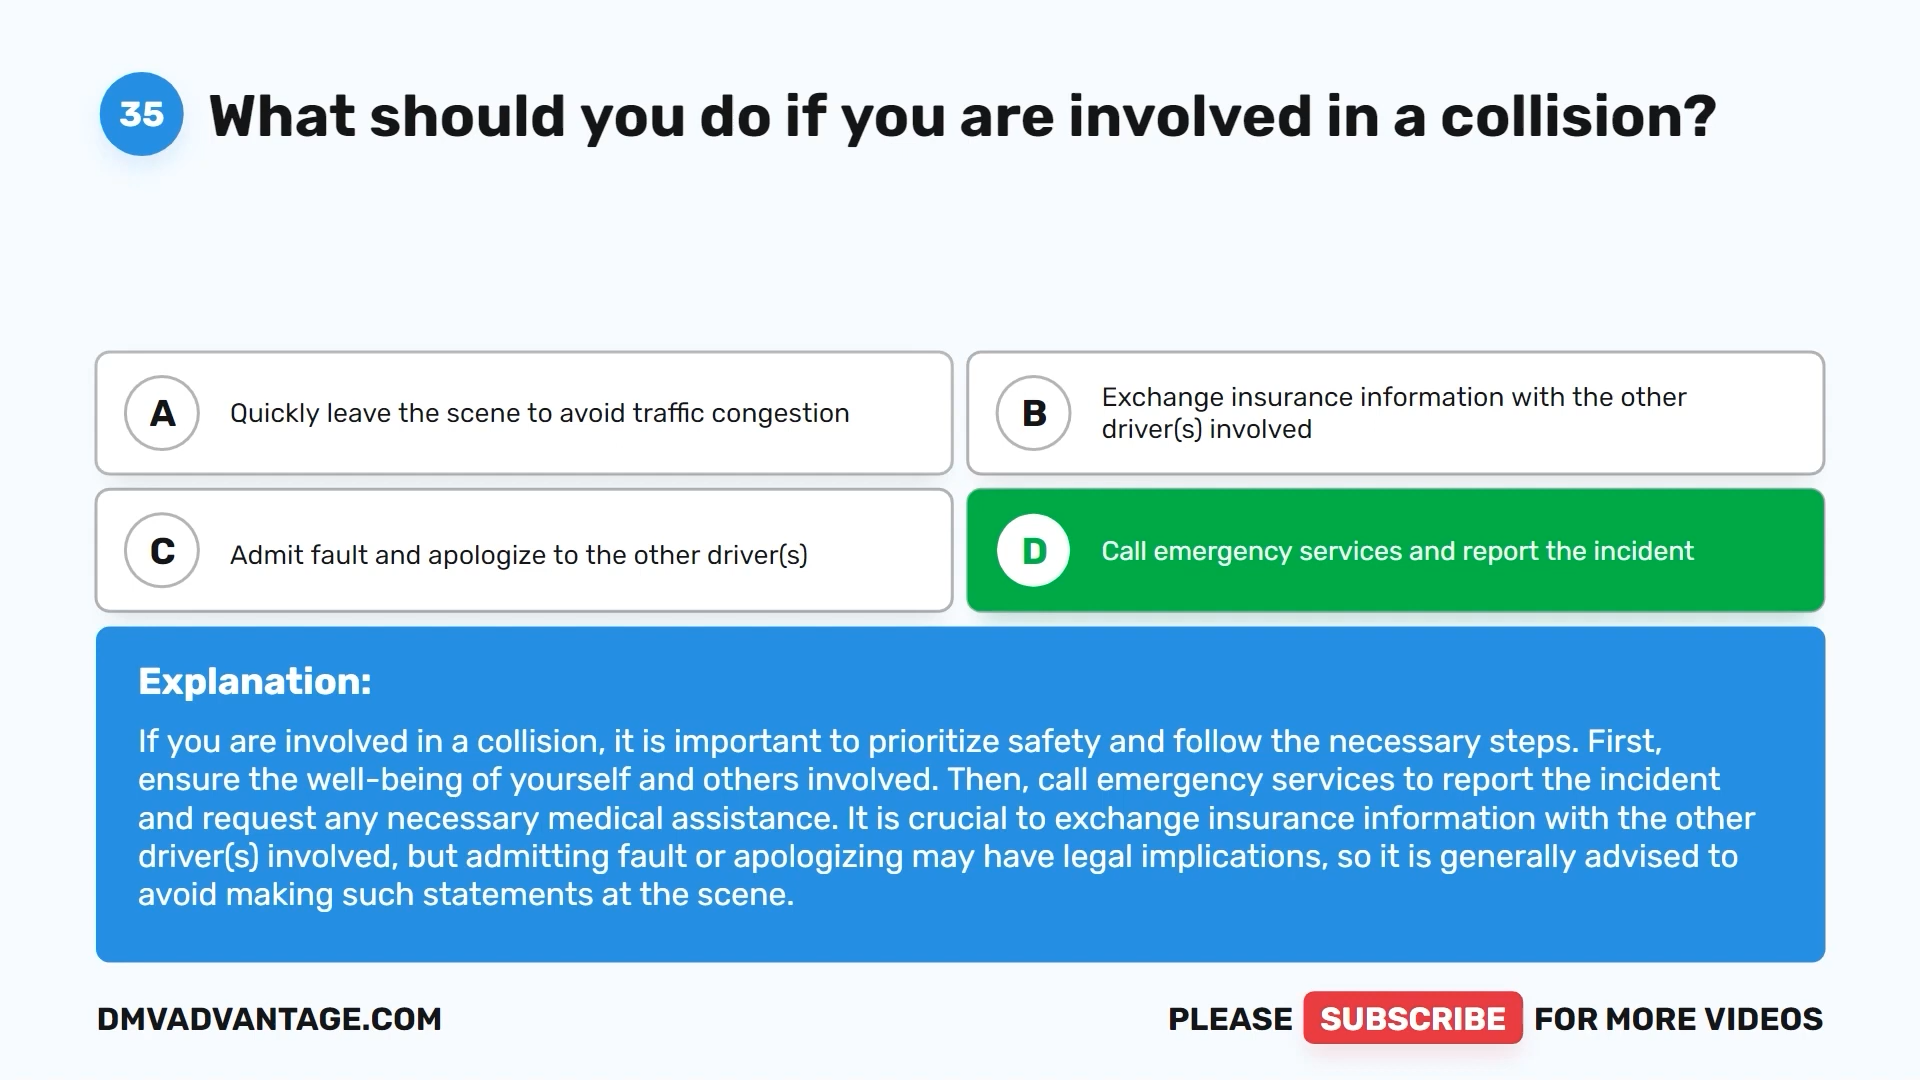 35 What should you do if you are involved in a collision?
A Quickly leave the scene to avoid traffic congestion
B Exchange insurance information with the other
driver(s) involved
C Admit fault and apologize to the other driver(s)
D Call emergency services and report the incident
Explanation:
If you are involved in a collision, it is important to prioritize safety and follow the necessary steps. First,
ensure the well-being of yourself and others involved. Then, call emergency services to report the incident
and request any necessary medical assistance. It is crucial to exchange insurance information with the other
driver(s) involved, but admitting fault or apologizing may have legal implications, so it is generally advised to
avoid making such statements at the scene.
DMVADVANTAGE.COM
PLEASE SUBSCRIBE FOR MORE VIDEOS